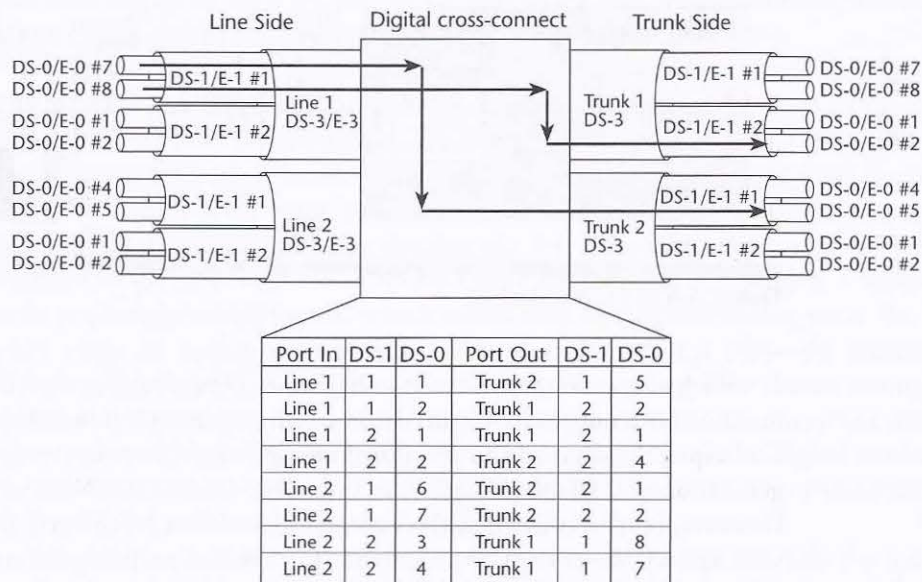 Line Side Digital cross-connect Trunk Side
DS-0/E-0 #7
DS-0/E-0 #8
DS-0/E-0 #1
DS-0/E-0 #2
DS-1/E-1 #1
DS-1/E-1 #2
Line 1
DS-3/E-3
DS-0/E-0 #4
DS-0/E-0 #5
DS-0/E-0 #1
DS-0/E-0 #2
DS-1/E-1 #1
DS-1/E-1 #2
Line 2
DS-3/E-3
Trunk 1
DS-3
DS-1/E-1 #1
DS-1/E-1 #2
DS-0/E-0 #7
DS-0/E-0 #8
DS-0/E-0 #1
DS-0/E-0 #2
Trunk 2
DS-3
DS-1/E-1 #1
DS-1/E-1 #2
DS-0/E-0 #4
DS-0/E-0 #5
DS-0/E-0 #1
DS-0/E-0 #2
Port In DS-1 DS-0 Port Out DS-1 DS-0
Line 1 1 1 Trunk 2 1 5
Line 1 1 2 Trunk 1 2 2
Line 1 2 1 Trunk 1 2 1
Line 1 2 2 Trunk 2 2 4
Line 2 1 6 Trunk 2 2 1
Line 2 1 7 Trunk 2 2 2
Line 2 2 3 Trunk 1 1 8
Line 2 2 4 Trunk 1 1 7